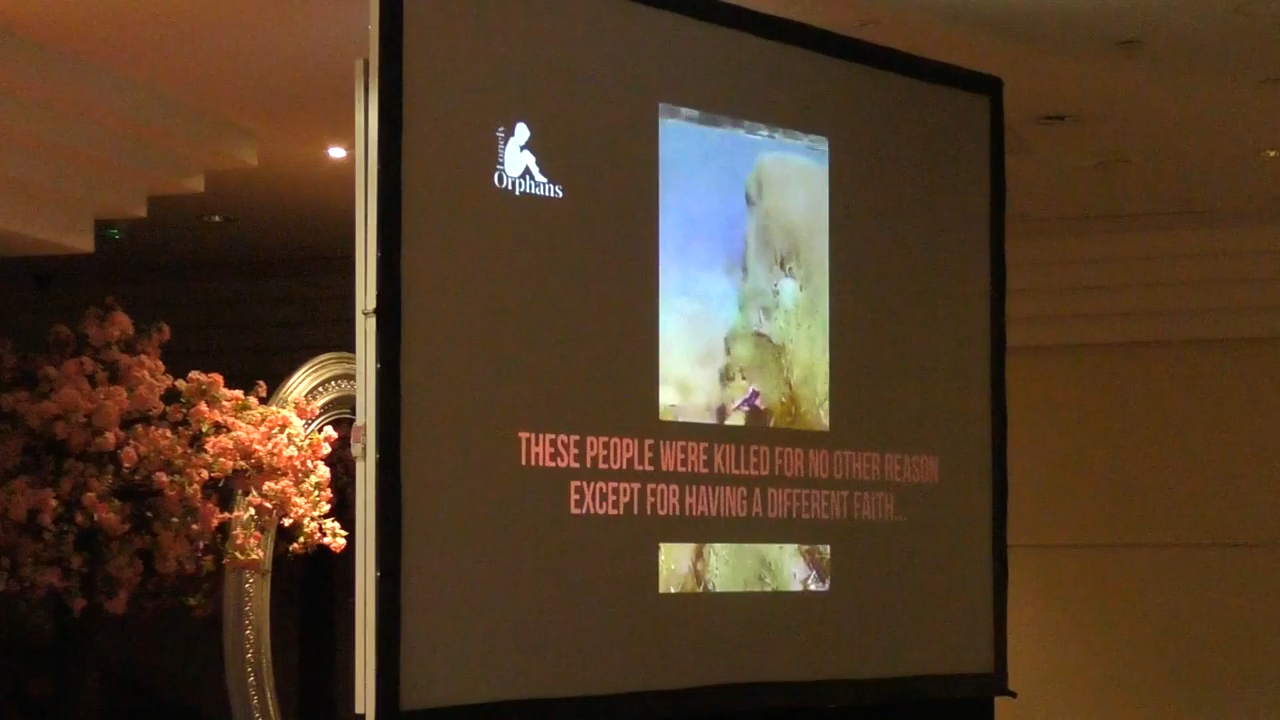 Lonely
Orphans
THESE PEOPLE WERE KILLED FOR NO OTHER REASON
EXCEPT FOR HAVING A DIFFERENT FAITH...